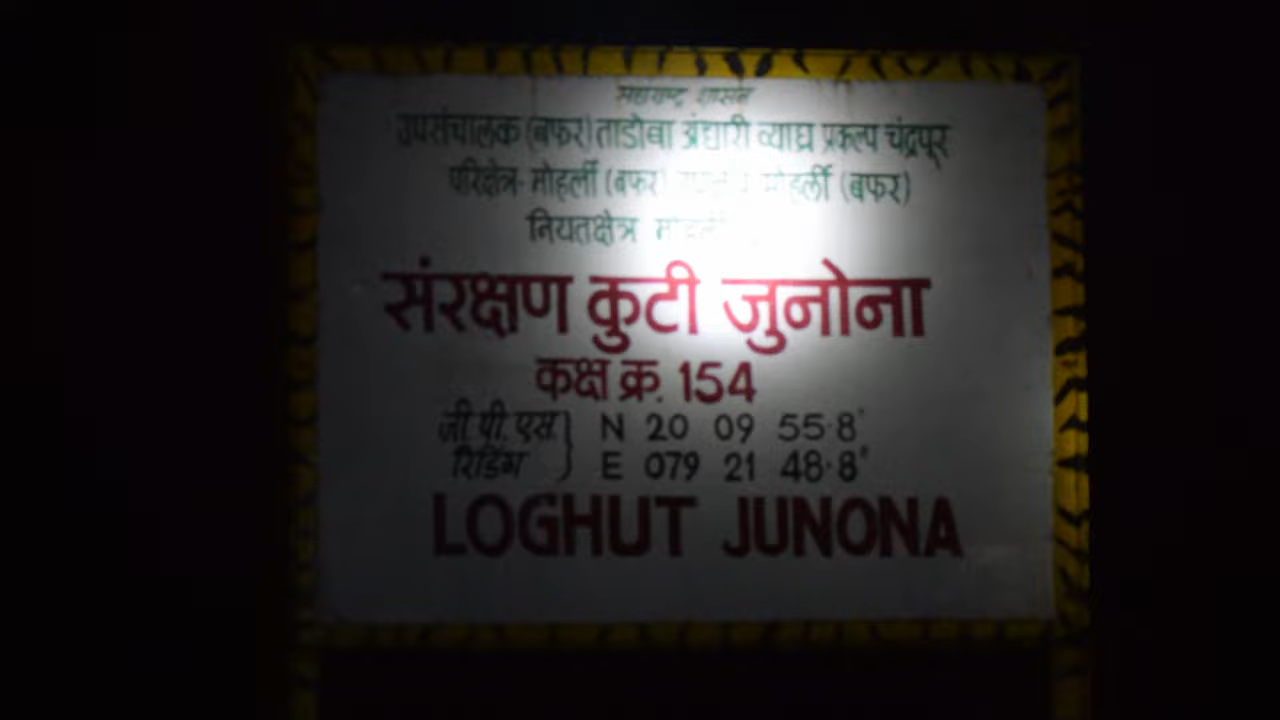 महाराष्ट्र शासन
उपसंचालक (बफर) ताडोबा अंधारी व्याघ्र प्रकल्प चंद्रपूर
परिक्षेत्र- मोहर्ली (बफर) मोहर्ली (बफर)
नियतक्षेत्र
संरक्षण कुटी जुनोना
कक्ष क्र. 154
जी.पी.एस. } N 20 09 55.8"
रिडिंग } E 079 21 48.8"
LOGHUT JUNONA